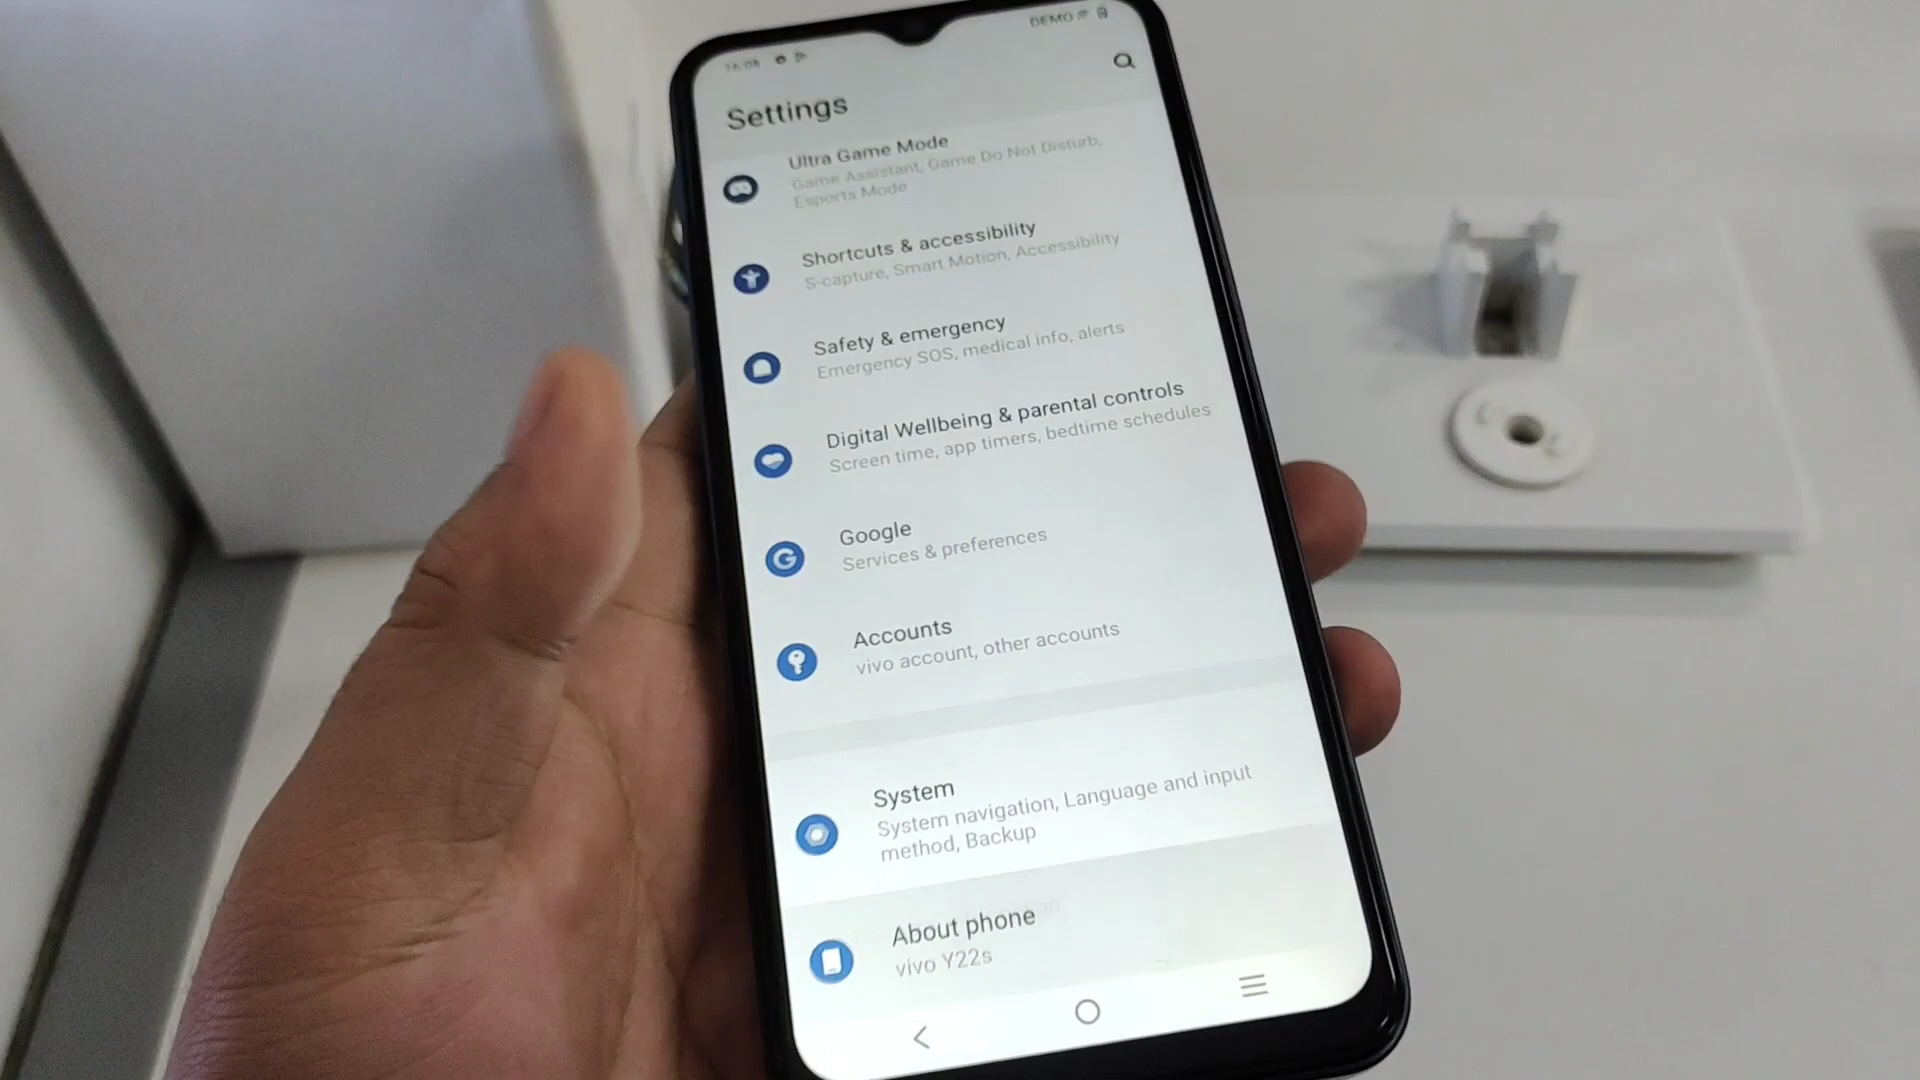 16:08
DEMO
Settings
Ultra Game Mode
Game Assistant, Game Do Not Disturb,
Esports Mode
Shortcuts & accessibility
S-capture, Smart Motion, Accessibility
Safety & emergency
Emergency SOS, medical info, alerts
Digital Wellbeing & parental controls
Screen time, app timers, bedtime schedules
Google
Services & preferences
Accounts
vivo account, other accounts
System
System navigation, Language and input
method, Backup
About phone
vivo Y22s